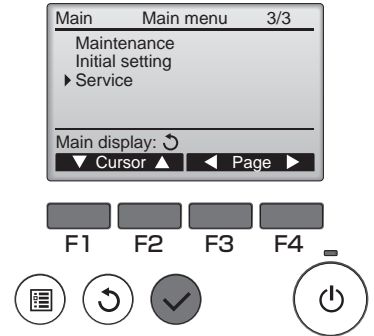 Main Main menu 3/3
Maintenance
Initial setting
Service
Main display:
Cursor Page
F1 F2 F3 F4